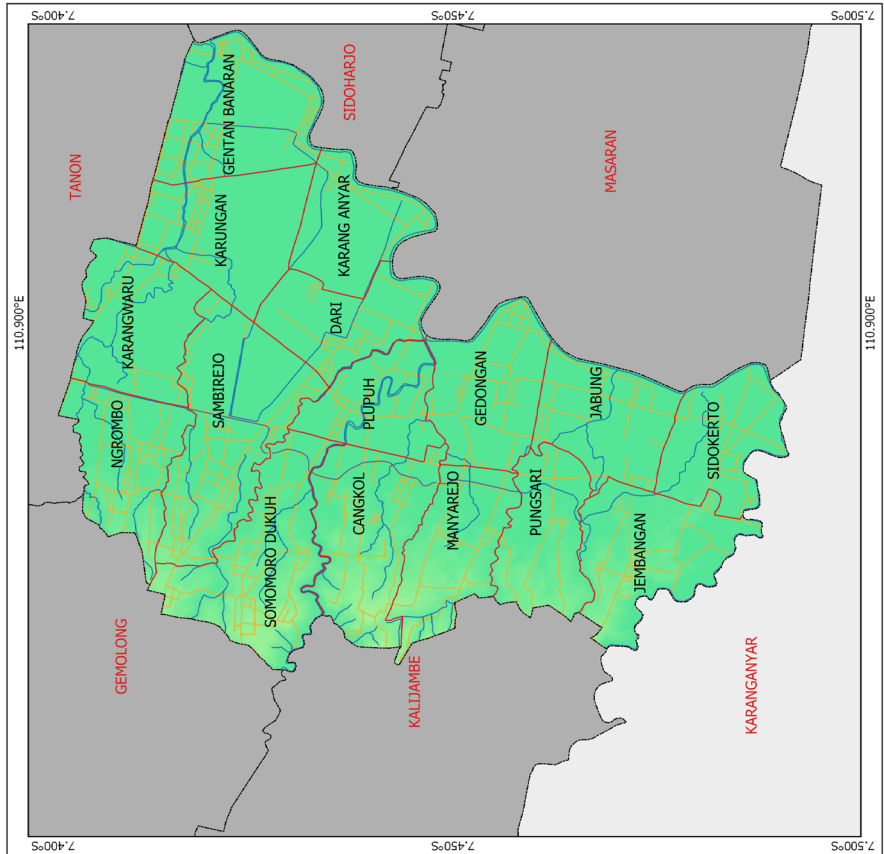 110.900°E
7.400°S
7.400°S
TANON
GEMOLONG
NGROMBO
KARANGWARU
SAMBIREJO
KARUNGAN
GENTAN BANARAN
SOMOMORO DUKUH
DARI
KARANG ANYAR
SIDOHARJO
CANGKOL
PLUPUH
KALIJAMBE
MANYAREJO
GEDONGAN
7.450°S
7.450°S
PUNGSARI
JABUNG
MASARAN
JEMBANGAN
SIDOKERTO
KARANGANYAR
7.500°S
7.500°S
110.900°E